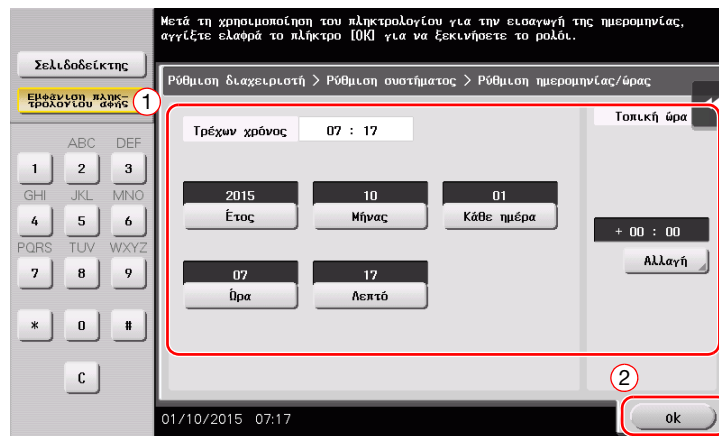 Μετά τη χρησιμοποίηση του πληκτρολογίου για την εισαγωγή της ημερομηνίας,
αγγίξτε ελαφρά το πλήκτρο [OK] για να ξεκινήσετε το ρολόι.
Σελιδοδείκτης
Εμφάνιση πληκ-
τρολογίου αφής
1
Ρύθμιση διαχειριστή > Ρύθμιση συστήματος > Ρύθμιση ημερομηνίας/ώρας
Τρέχων χρόνος 07 : 17
Τοπική ώρα
ABC DEF
1 2 3
GHI JKL MNO
4 5 6
PQRS TUV WXYZ
7 8 9
* 0 #
C
2015 10 01
Έτος Μήνας Κάθε ημέρα
+ 00 : 00
Αλλαγή
07 17
Ώρα Λεπτό
2
01/10/2015 07:17
ok